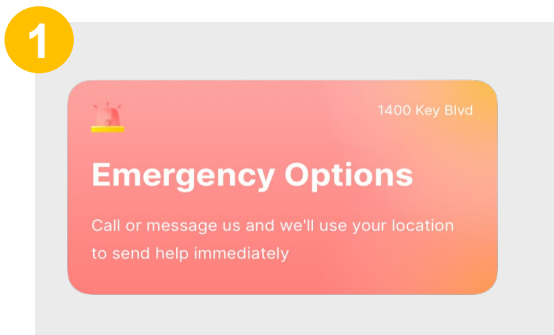 1
1400 Key Blvd
Emergency Options
Call or message us and we'll use your location
to send help immediately